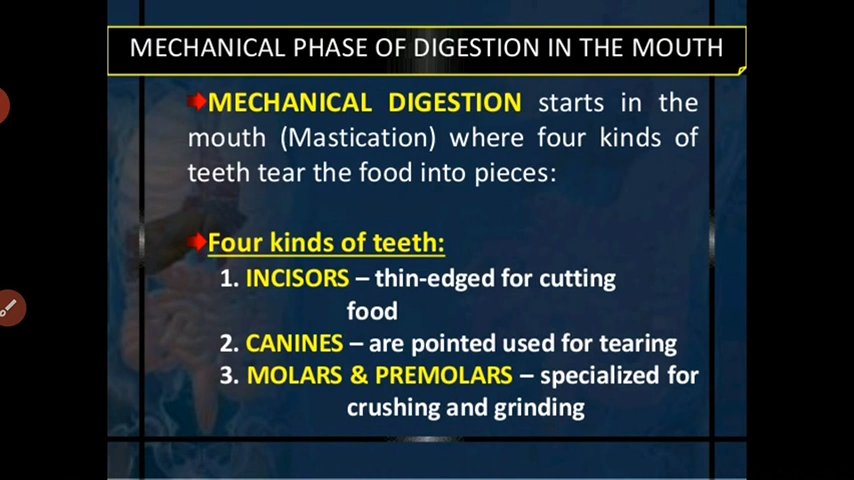 MECHANICAL PHASE OF DIGESTION IN THE MOUTH
MECHANICAL DIGESTION starts in the
mouth (Mastication) where four kinds of
teeth tear the food into pieces:
Four kinds of teeth:
1. INCISORS – thin-edged for cutting
food
2. CANINES – are pointed used for tearing
3. MOLARS & PREMOLARS – specialized for
crushing and grinding